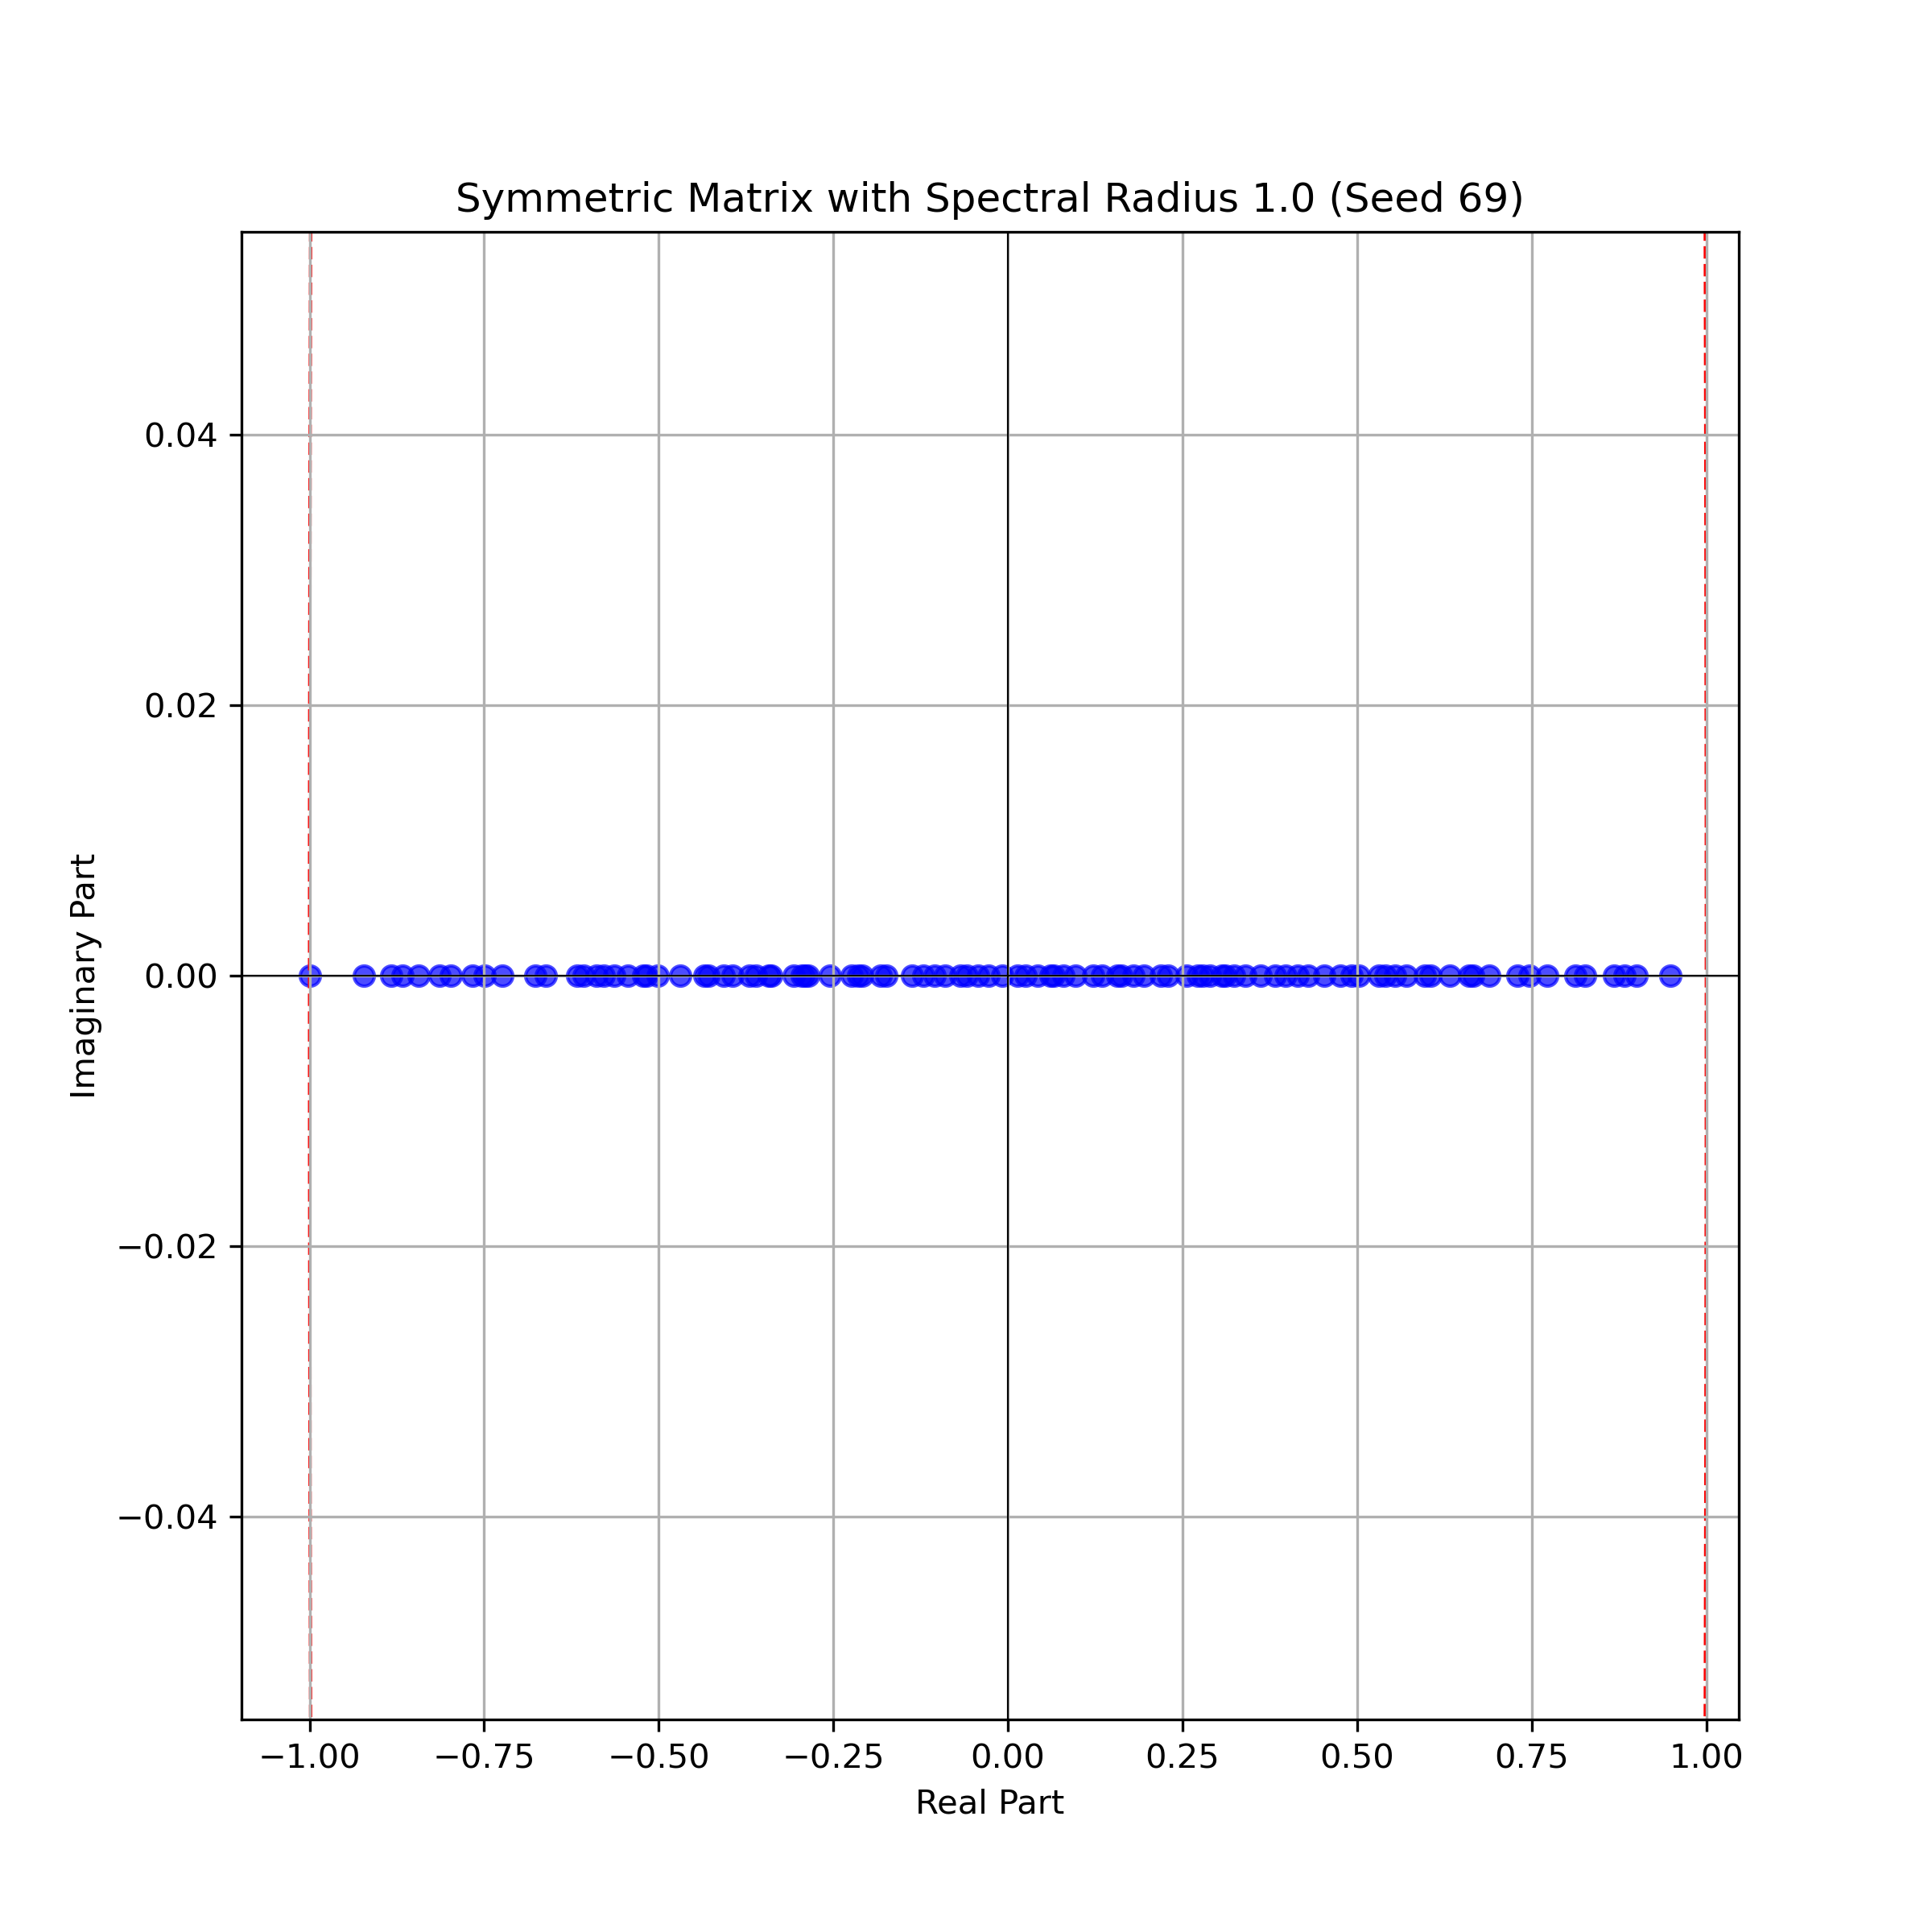 Symmetric Matrix with Spectral Radius 1.0 (Seed 69)
Imaginary Part
0.04
0.02
0.00
−0.02
−0.04
−1.00 −0.75 −0.50 −0.25 0.00 0.25 0.50 0.75 1.00
Real Part